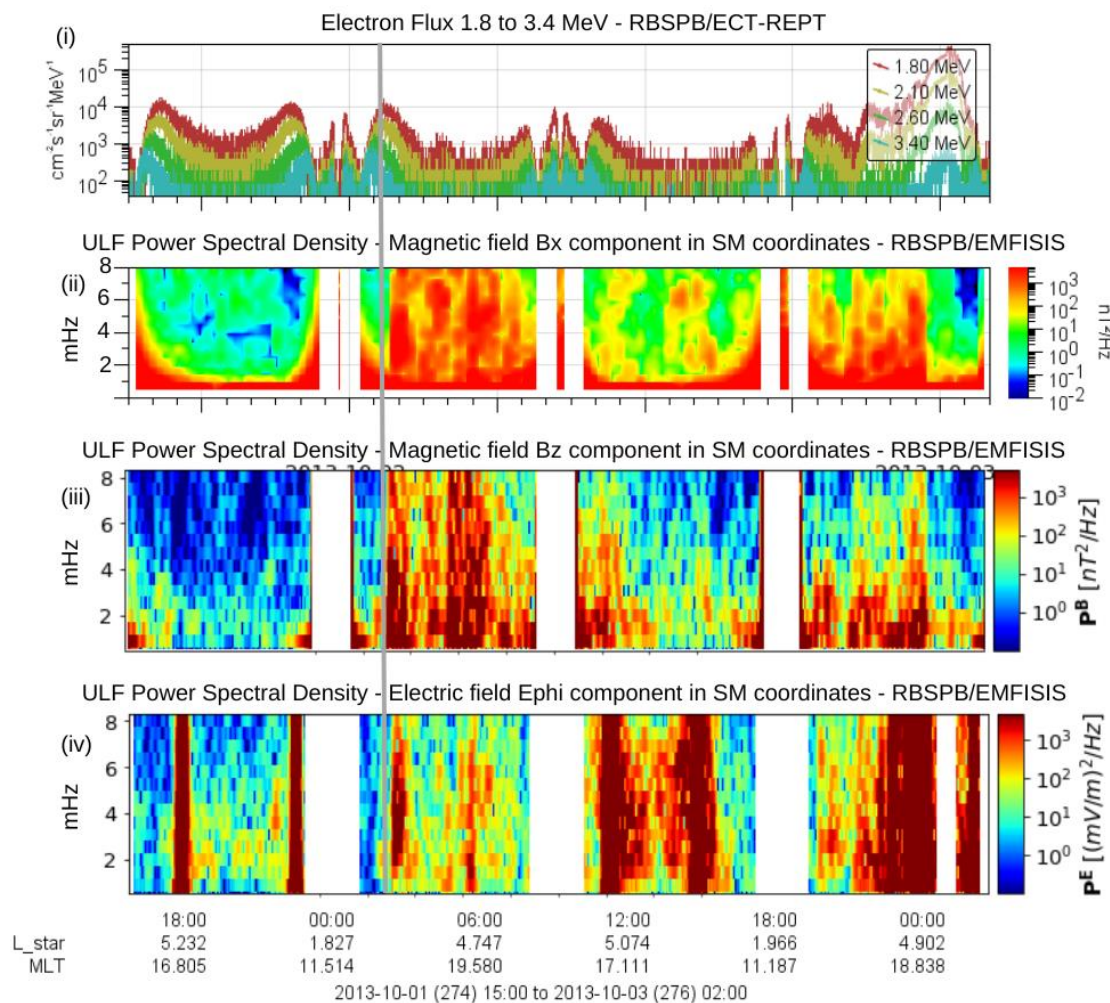 Electron Flux 1.8 to 3.4 MeV - RBSPB/ECT-REPT
(i)
10⁵
10⁴
10³
10²
cm⁻²s⁻¹sr⁻¹MeV⁻¹
1.80 MeV
2.10 MeV
2.60 MeV
3.40 MeV
ULF Power Spectral Density - Magnetic field Bx component in SM coordinates - RBSPB/EMFISIS
(ii)
8
6
4
2
mHz
10³
10²
10¹
10⁰
10⁻¹
10⁻²
nT²/Hz
ULF Power Spectral Density - Magnetic field Bz component in SM coordinates - RBSPB/EMFISIS
(iii)
8
6
4
2
mHz
10³
10²
10¹
10⁰
Pᴮ [nT²/Hz]
ULF Power Spectral Density - Electric field Ephi component in SM coordinates - RBSPB/EMFISIS
(iv)
8
6
4
2
mHz
10³
10²
10¹
10⁰
Pᴱ [(mV/m)²/Hz]
18:00 00:00 06:00 12:00 18:00 00:00
L_star 5.232 1.827 4.747 5.074 1.966 4.902
MLT 16.805 11.514 19.580 17.111 11.187 18.838
2013-10-01 (274) 15:00 to 2013-10-03 (276) 02:00